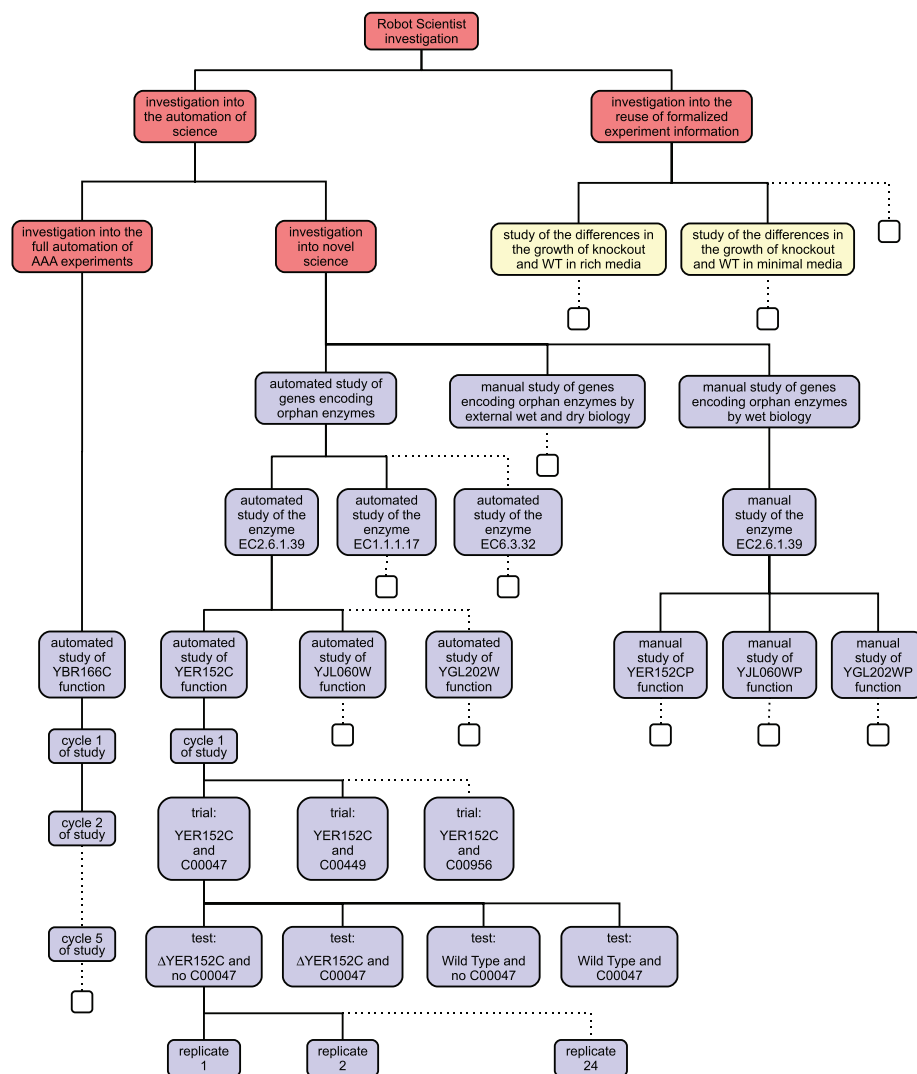 Robot Scientist
investigation
investigation into
the automation of
science
investigation into the
reuse of formalized
experiment information
investigation into the
full automation of
AAA experiments
investigation
into novel
science
study of the differences in
the growth of knockout
and WT in rich media
study of the differences in
the growth of knockout
and WT in minimal media
automated study of
genes encoding
orphan enzymes
manual study of genes
encoding orphan enzymes by
external wet and dry biology
manual study of genes
encoding orphan enzymes
by wet biology
automated
study of the
enzyme
EC2.6.1.39
automated
study of the
enzyme
EC1.1.1.17
automated
study of the
enzyme
EC6.3.32
manual
study of the
enzyme
EC2.6.1.39
automated
study of
YBR166C
function
automated
study of
YER152C
function
automated
study of
YJL060W
function
automated
study of
YGL202W
function
manual
study of
YER152CP
function
manual
study of
YJL060WP
function
manual
study of
YGL202WP
function
cycle 1
of study
cycle 1
of study
cycle 2
of study
trial:
YER152C
and
C00047
trial:
YER152C
and
C00449
trial:
YER152C
and
C00956
cycle 5
of study
test:
ΔYER152C and
no C00047
test:
ΔYER152C and
C00047
test:
Wild Type and
no C00047
test:
Wild Type and
C00047
replicate
1
replicate
2
replicate
24